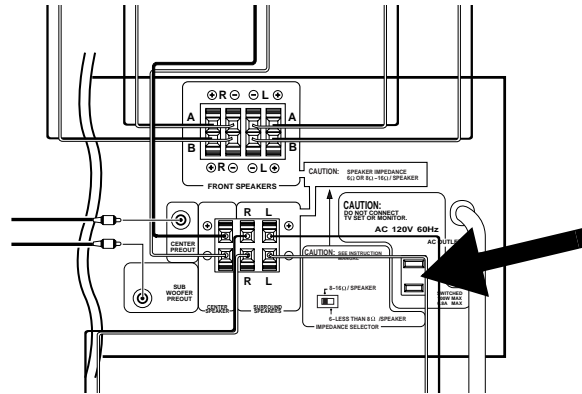 ⊕ R ⊖ ⊖ L ⊕
A A
B B
⊕ R ⊖ ⊖ L ⊕
FRONT SPEAKERS
CAUTION: SPEAKER IMPEDANCE
6Ω OR 8Ω -16Ω / SPEAKER
CAUTION:
DO NOT CONNECT
TV SET OR MONITOR.
AC 120V 60Hz
R L
⊕ ⊕
CENTER
PREOUT
⊖ ⊖
CAUTION: SEE INSTRUCTION
R L
SUB
WOOFER
PREOUT
CENTER
SPEAKER
SURROUND
SPEAKERS
8-16Ω / SPEAKER
6-LESS THAN 8Ω /SPEAKER
IMPEDANCE SELECTOR
SWITCHED